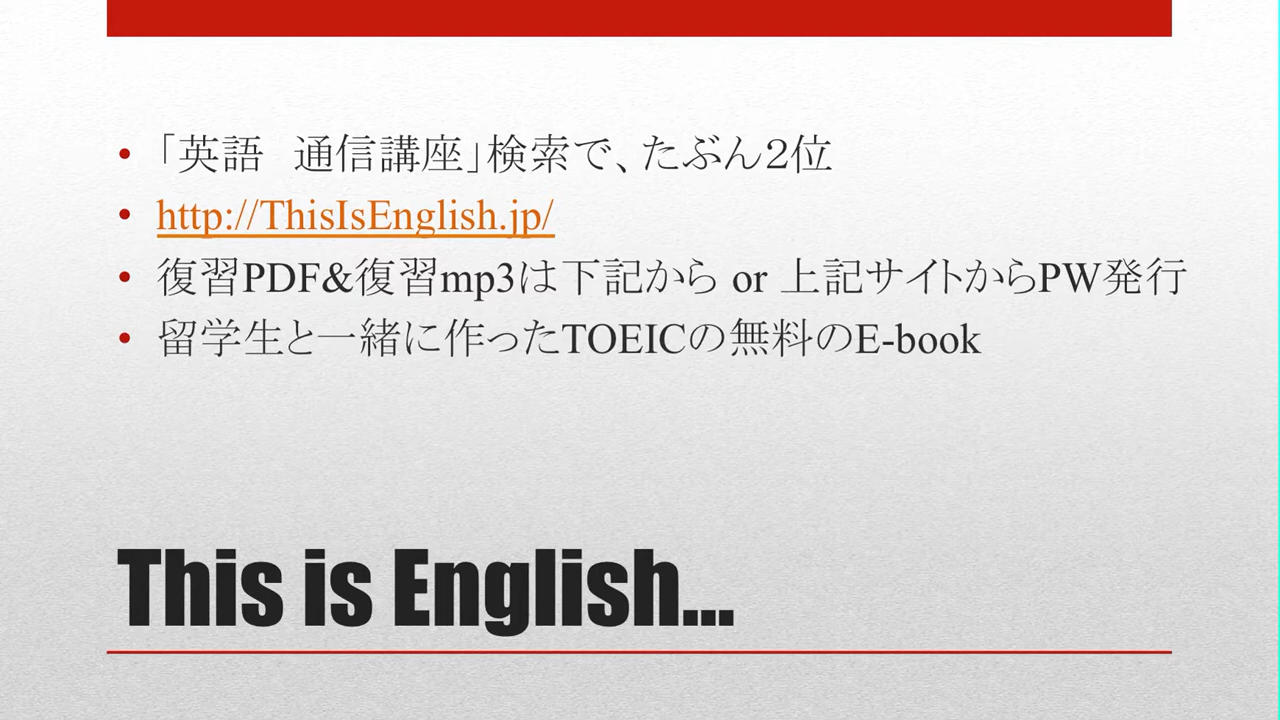 「英語　通信講座」検索で、たぶん２位
http://ThisIsEnglish.jp/
復習PDF&復習mp3は下記から or 上記サイトからPW発行
留学生と一緒に作ったTOEICの無料のE-book
This is English...